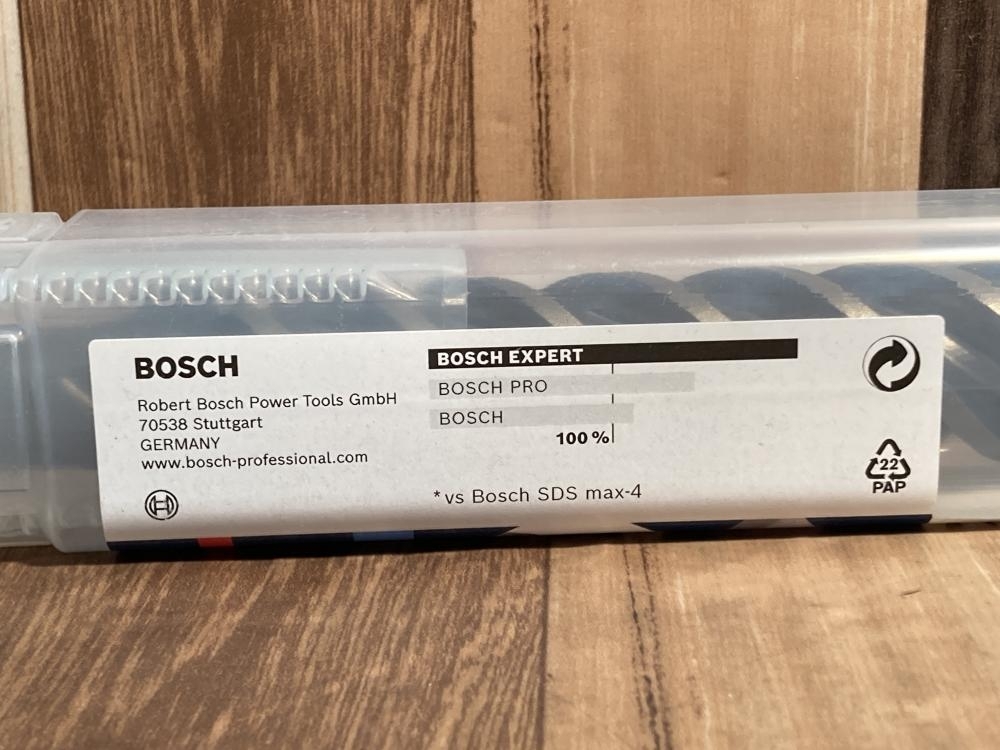 BOSCH
Robert Bosch Power Tools GmbH
70538 Stuttgart
GERMANY
www.bosch-professional.com
BOSCH EXPERT
BOSCH PRO
BOSCH
100 %
* vs Bosch SDS max-4
22
PAP